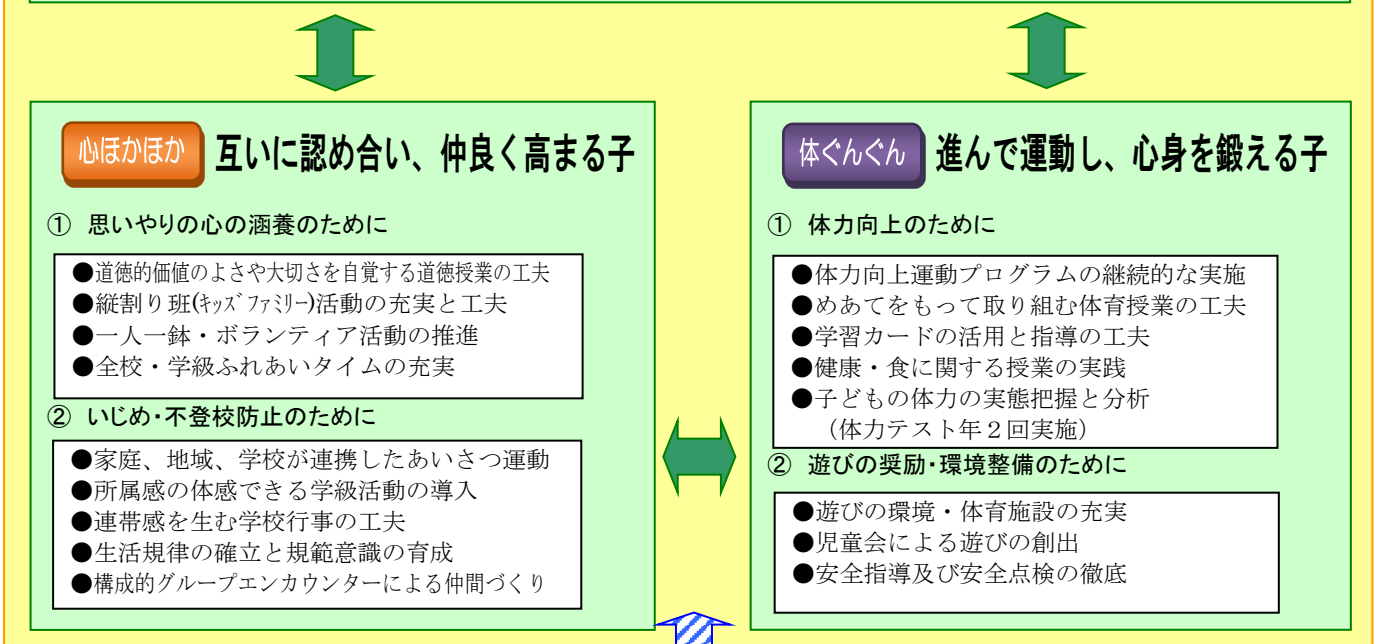 心ほかほか 互いに認め合い、仲良く高まる子
① 思いやりの心の涵養のために
●道徳的価値のよさや大切さを自覚する道徳授業の工夫
●縦割り班(ｷｯｽﾞﾌｧﾐﾘｰ)活動の充実と工夫
●一人一鉢・ボランティア活動の推進
●全校・学級ふれあいタイムの充実
② いじめ・不登校防止のために
●家庭、地域、学校が連携したあいさつ運動
●所属感の体感できる学級活動の導入
●連帯感を生む学校行事の工夫
●生活規律の確立と規範意識の育成
●構成的グループエンカウンターによる仲間づくり
体ぐんぐん 進んで運動し、心身を鍛える子
① 体力向上のために
●体力向上運動プログラムの継続的な実施
●めあてをもって取り組む体育授業の工夫
●学習カードの活用と指導の工夫
●健康・食に関する授業の実践
●子どもの体力の実態把握と分析
（体力テスト年２回実施）
② 遊びの奨励・環境整備のために
●遊びの環境・体育施設の充実
●児童会による遊びの創出
●安全指導及び安全点検の徹底